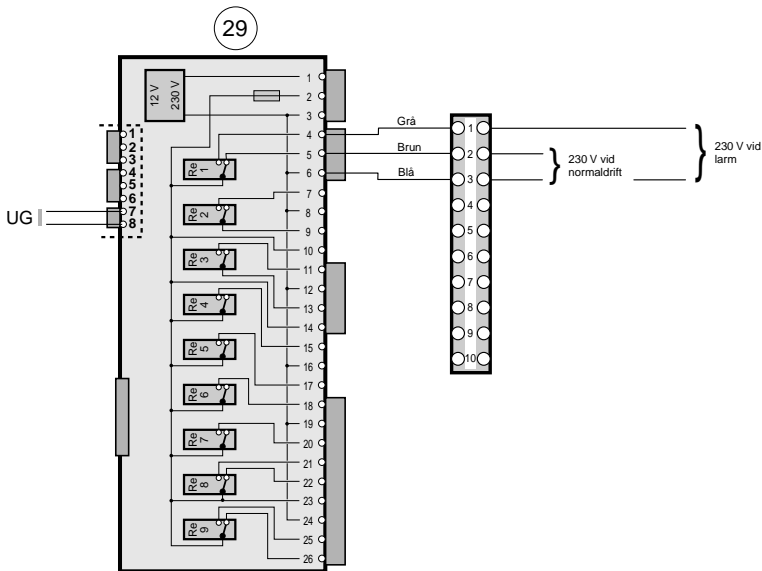 29
12 V
230 V
1
2
3
4
5
6
7
8
9
10
11
12
13
14
15
16
17
18
19
20
21
22
23
24
25
26
Re 1
Re 2
Re 3
Re 4
Re 5
Re 6
Re 7
Re 8
Re 9
1
2
3
4
5
6
7
8
UG
Grå
Brun
Blå
1
2
3
4
5
6
7
8
9
10
230 V vid
normaldrift
230 V vid
larm